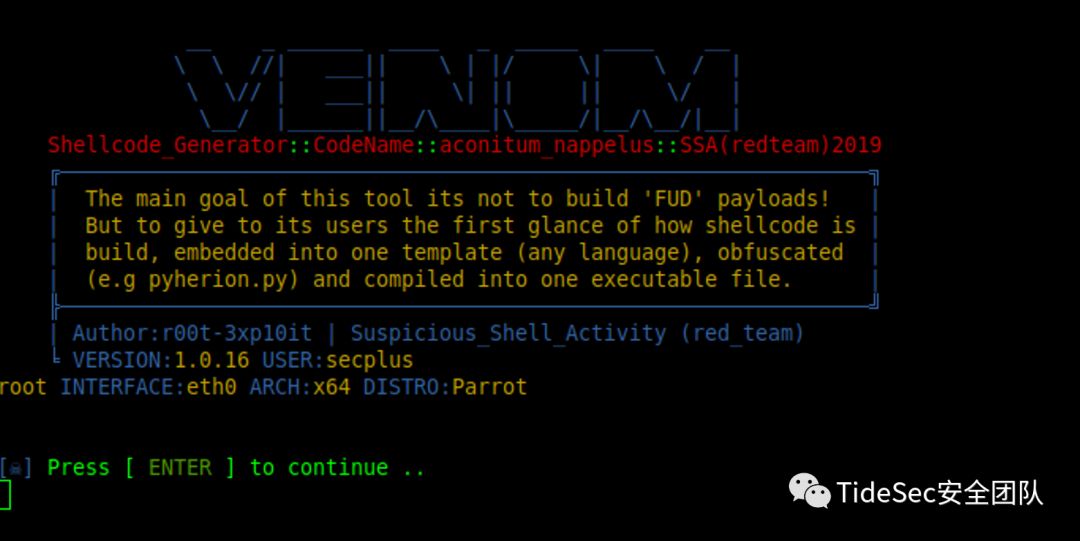 VENOM
Shellcode_Generator::CodeName::aconitum_nappelus::SSA(redteam)2019
The main goal of this tool its not to build 'FUD' payloads!
But to give to its users the first glance of how shellcode is
build, embedded into one template (any language), obfuscated
(e.g pyherion.py) and compiled into one executable file.
| Author:r00t-3xp10it | Suspicious_Shell_Activity (red_team)
VERSION:1.0.16 USER:secplus
root INTERFACE:eth0 ARCH:x64 DISTRO:Parrot
[☠] Press [ ENTER ] to continue ..
TideSec安全团队